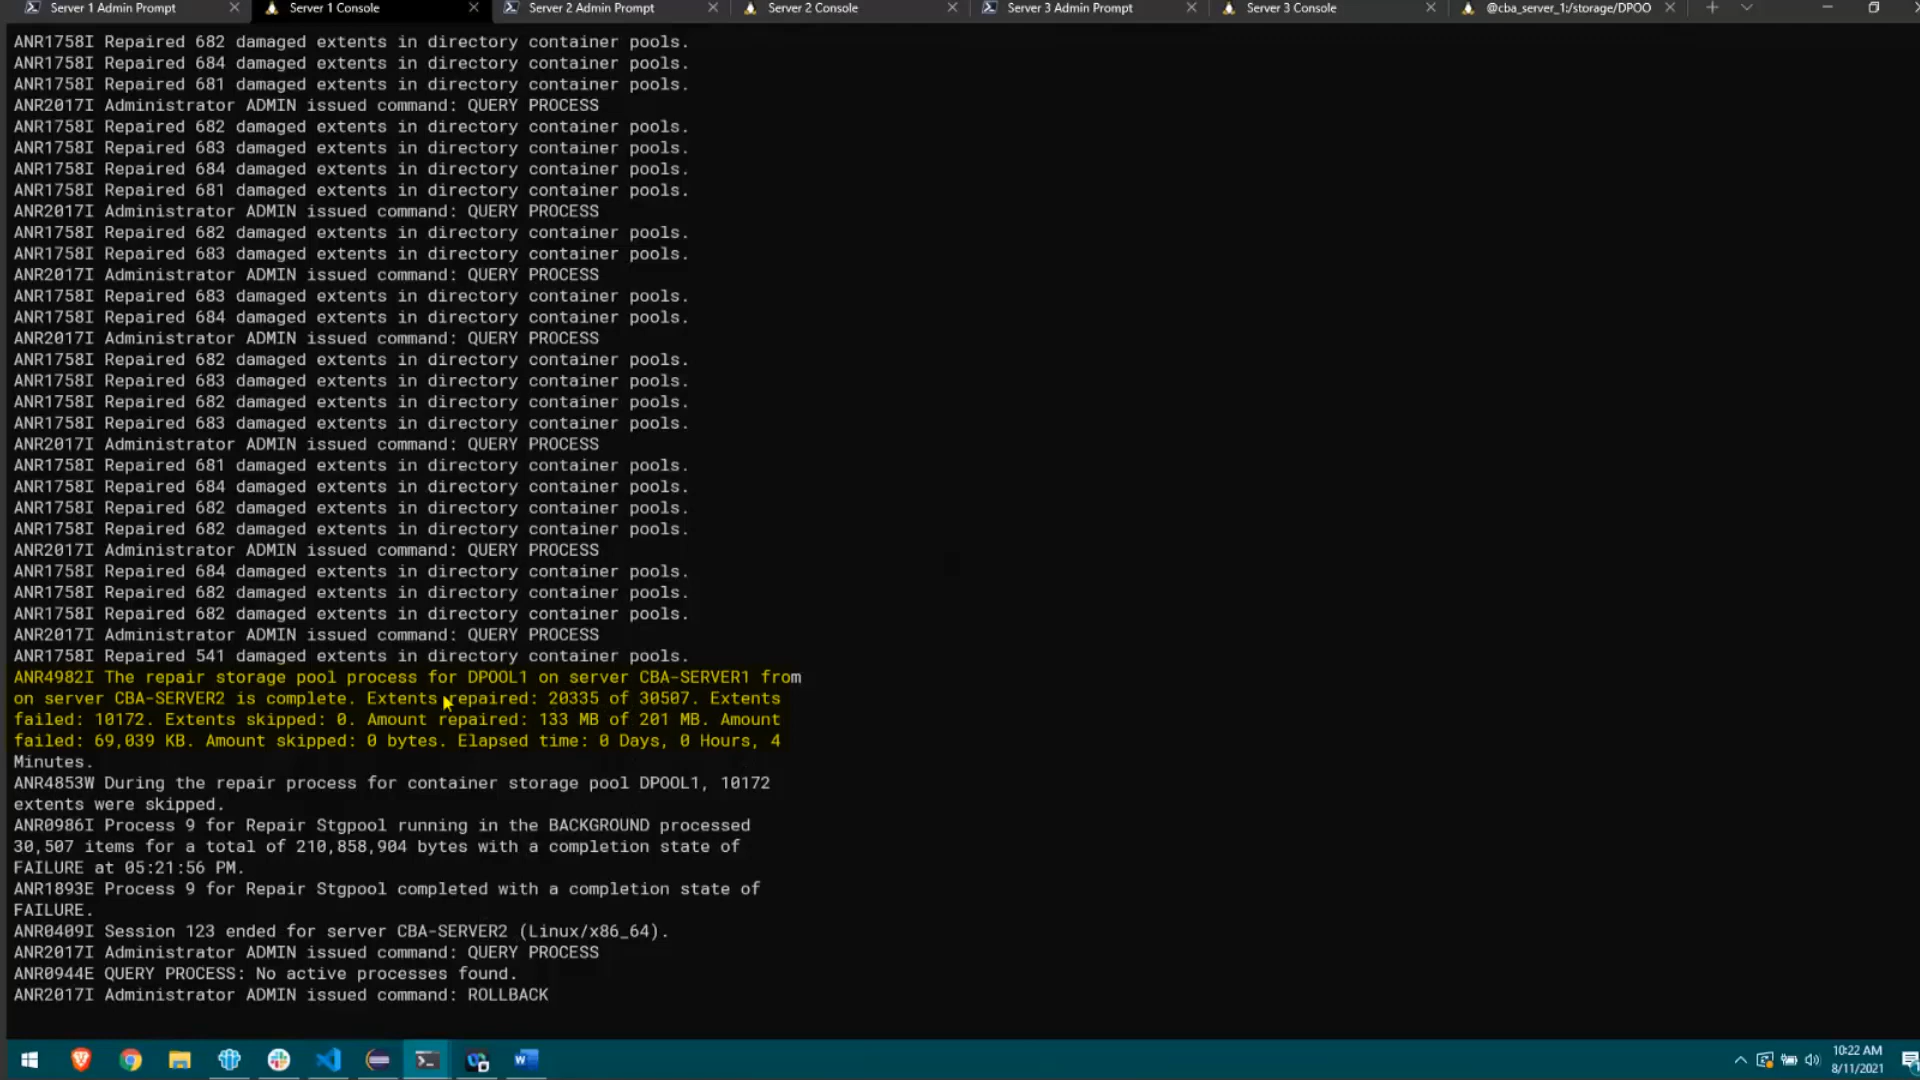 Server 1 Admin Prompt
Server 1 Console
Server 2 Admin Prompt
Server 2 Console
Server 3 Admin Prompt
Server 3 Console
@cba_server_1:/storage/DPOO
ANR1758I Repaired 682 damaged extents in directory container pools.
ANR1758I Repaired 684 damaged extents in directory container pools.
ANR1758I Repaired 681 damaged extents in directory container pools.
ANR2017I Administrator ADMIN issued command: QUERY PROCESS
ANR1758I Repaired 682 damaged extents in directory container pools.
ANR1758I Repaired 683 damaged extents in directory container pools.
ANR1758I Repaired 684 damaged extents in directory container pools.
ANR1758I Repaired 681 damaged extents in directory container pools.
ANR2017I Administrator ADMIN issued command: QUERY PROCESS
ANR1758I Repaired 682 damaged extents in directory container pools.
ANR1758I Repaired 683 damaged extents in directory container pools.
ANR2017I Administrator ADMIN issued command: QUERY PROCESS
ANR1758I Repaired 683 damaged extents in directory container pools.
ANR1758I Repaired 684 damaged extents in directory container pools.
ANR2017I Administrator ADMIN issued command: QUERY PROCESS
ANR1758I Repaired 682 damaged extents in directory container pools.
ANR1758I Repaired 683 damaged extents in directory container pools.
ANR1758I Repaired 682 damaged extents in directory container pools.
ANR1758I Repaired 683 damaged extents in directory container pools.
ANR2017I Administrator ADMIN issued command: QUERY PROCESS
ANR1758I Repaired 681 damaged extents in directory container pools.
ANR1758I Repaired 684 damaged extents in directory container pools.
ANR1758I Repaired 682 damaged extents in directory container pools.
ANR1758I Repaired 682 damaged extents in directory container pools.
ANR2017I Administrator ADMIN issued command: QUERY PROCESS
ANR1758I Repaired 684 damaged extents in directory container pools.
ANR1758I Repaired 682 damaged extents in directory container pools.
ANR1758I Repaired 682 damaged extents in directory container pools.
ANR2017I Administrator ADMIN issued command: QUERY PROCESS
ANR1758I Repaired 541 damaged extents in directory container pools.
ANR4982I The repair storage pool process for DPOOL1 on server CBA-SERVER1 from
on server CBA-SERVER2 is complete. Extents repaired: 20335 of 30507. Extents
failed: 10172. Extents skipped: 0. Amount repaired: 133 MB of 201 MB. Amount
failed: 69,039 KB. Amount skipped: 0 bytes. Elapsed time: 0 Days, 0 Hours, 4
Minutes.
ANR4853W During the repair process for container storage pool DPOOL1, 10172
extents were skipped.
ANR0986I Process 9 for Repair Stgpool running in the BACKGROUND processed
30,507 items for a total of 210,858,904 bytes with a completion state of
FAILURE at 05:21:56 PM.
ANR1893E Process 9 for Repair Stgpool completed with a completion state of
FAILURE.
ANR0409I Session 123 ended for server CBA-SERVER2 (Linux/x86_64).
ANR2017I Administrator ADMIN issued command: QUERY PROCESS
ANR0944E QUERY PROCESS: No active processes found.
ANR2017I Administrator ADMIN issued command: ROLLBACK
10:22 AM
8/11/2021